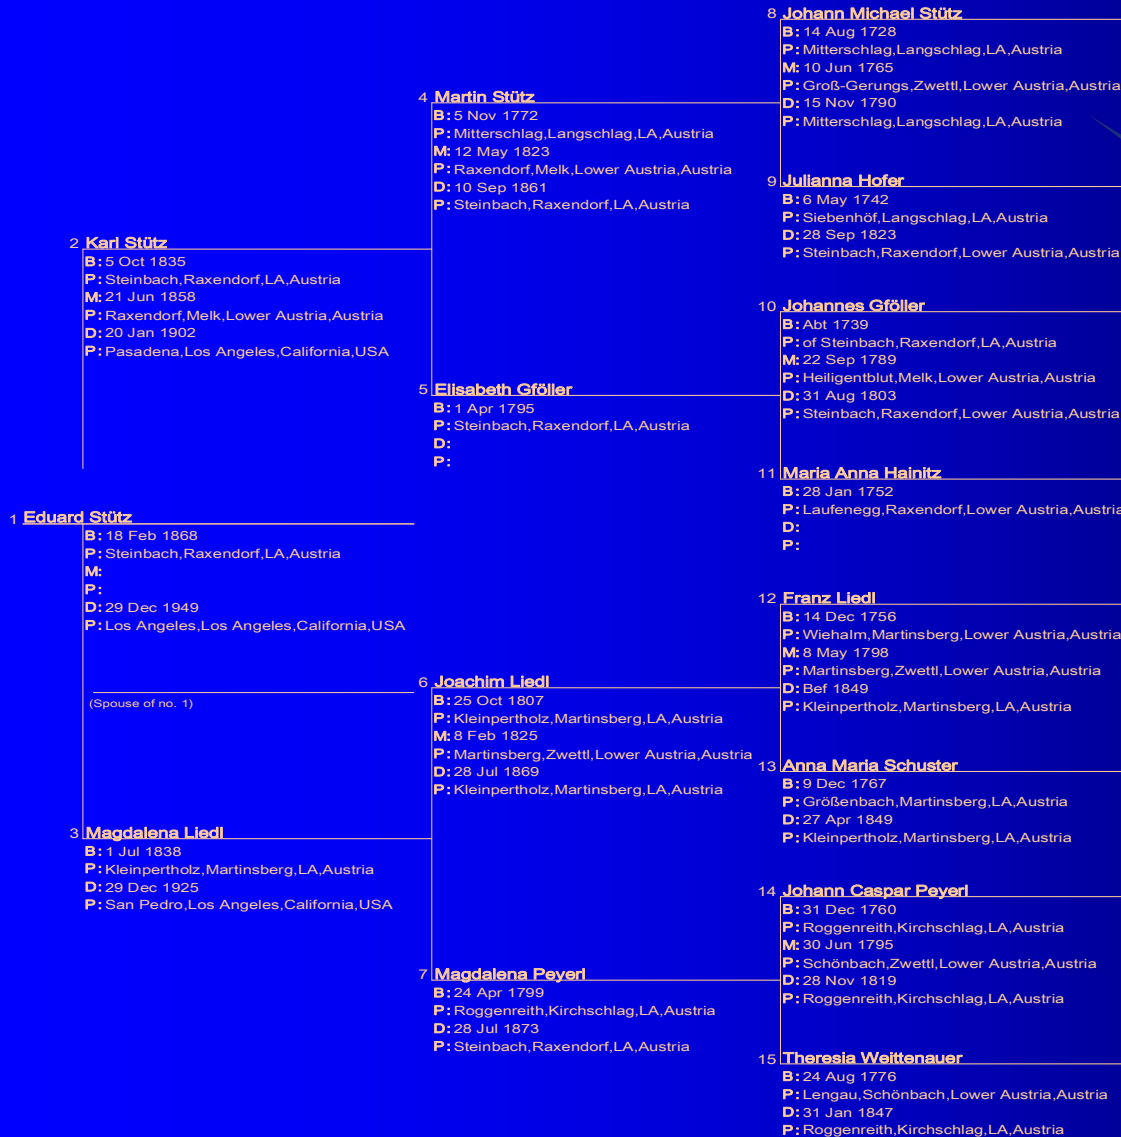 8 Johann Michael Stütz
B: 14 Aug 1728
P: Mitterschlag,Langschlag,LA,Austria
M: 10 Jun 1765
P: Groß-Gerungs,Zwettl,Lower Austria,Austria
D: 15 Nov 1790
P: Mitterschlag,Langschlag,LA,Austria
4 Martin Stütz
B: 5 Nov 1772
P: Mitterschlag,Langschlag,LA,Austria
M: 12 May 1823
P: Raxendorf,Melk,Lower Austria,Austria
D: 10 Sep 1861
P: Steinbach,Raxendorf,LA,Austria
9 Julianna Hofer
B: 6 May 1742
P: Siebenhöf,Langschlag,LA,Austria
D: 28 Sep 1823
P: Steinbach,Raxendorf,Lower Austria,Austria
2 Karl Stütz
B: 5 Oct 1835
P: Steinbach,Raxendorf,LA,Austria
M: 21 Jun 1858
P: Raxendorf,Melk,Lower Austria,Austria
D: 20 Jan 1902
P: Pasadena,Los Angeles,California,USA
10 Johannes Gföller
B: Abt 1739
P: of Steinbach,Raxendorf,LA,Austria
M: 22 Sep 1789
P: Heiligentblut,Melk,Lower Austria,Austria
D: 31 Aug 1803
P: Steinbach,Raxendorf,Lower Austria,Austria
5 Elisabeth Gföller
B: 1 Apr 1795
P: Steinbach,Raxendorf,LA,Austria
D:
P:
11 Maria Anna Hainitz
B: 28 Jan 1752
P: Laufenegg,Raxendorf,Lower Austria,Austria
D:
P:
1 Eduard Stütz
B: 18 Feb 1868
P: Steinbach,Raxendorf,LA,Austria
M:
P:
D: 29 Dec 1949
P: Los Angeles,Los Angeles,California,USA
(Spouse of no. 1)
12 Franz Liedl
B: 14 Dec 1756
P: Wiehalm,Martinsberg,Lower Austria,Austria
M: 8 May 1798
P: Martinsberg,Zwettl,Lower Austria,Austria
D: Bef 1849
P: Kleinpertholz,Martinsberg,LA,Austria
6 Joachim Liedl
B: 25 Oct 1807
P: Kleinpertholz,Martinsberg,LA,Austria
M: 8 Feb 1825
P: Martinsberg,Zwettl,Lower Austria,Austria
D: 28 Jul 1869
P: Kleinpertholz,Martinsberg,LA,Austria
13 Anna Maria Schuster
B: 9 Dec 1767
P: Größenbach,Martinsberg,LA,Austria
D: 27 Apr 1849
P: Kleinpertholz,Martinsberg,LA,Austria
3 Magdalena Liedl
B: 1 Jul 1838
P: Kleinpertholz,Martinsberg,LA,Austria
D: 29 Dec 1925
P: San Pedro,Los Angeles,California,USA
14 Johann Caspar Peyerl
B: 31 Dec 1760
P: Roggenreith,Kirchschlag,LA,Austria
M: 30 Jun 1795
P: Schönbach,Zwettl,Lower Austria,Austria
D: 28 Nov 1819
P: Roggenreith,Kirchschlag,LA,Austria
7 Magdalena Peyerl
B: 24 Apr 1799
P: Roggenreith,Kirchschlag,LA,Austria
D: 28 Jul 1873
P: Steinbach,Raxendorf,LA,Austria
15 Theresia Weittenauer
B: 24 Aug 1776
P: Lengau,Schönbach,Lower Austria,Austria
D: 31 Jan 1847
P: Roggenreith,Kirchschlag,LA,Austria